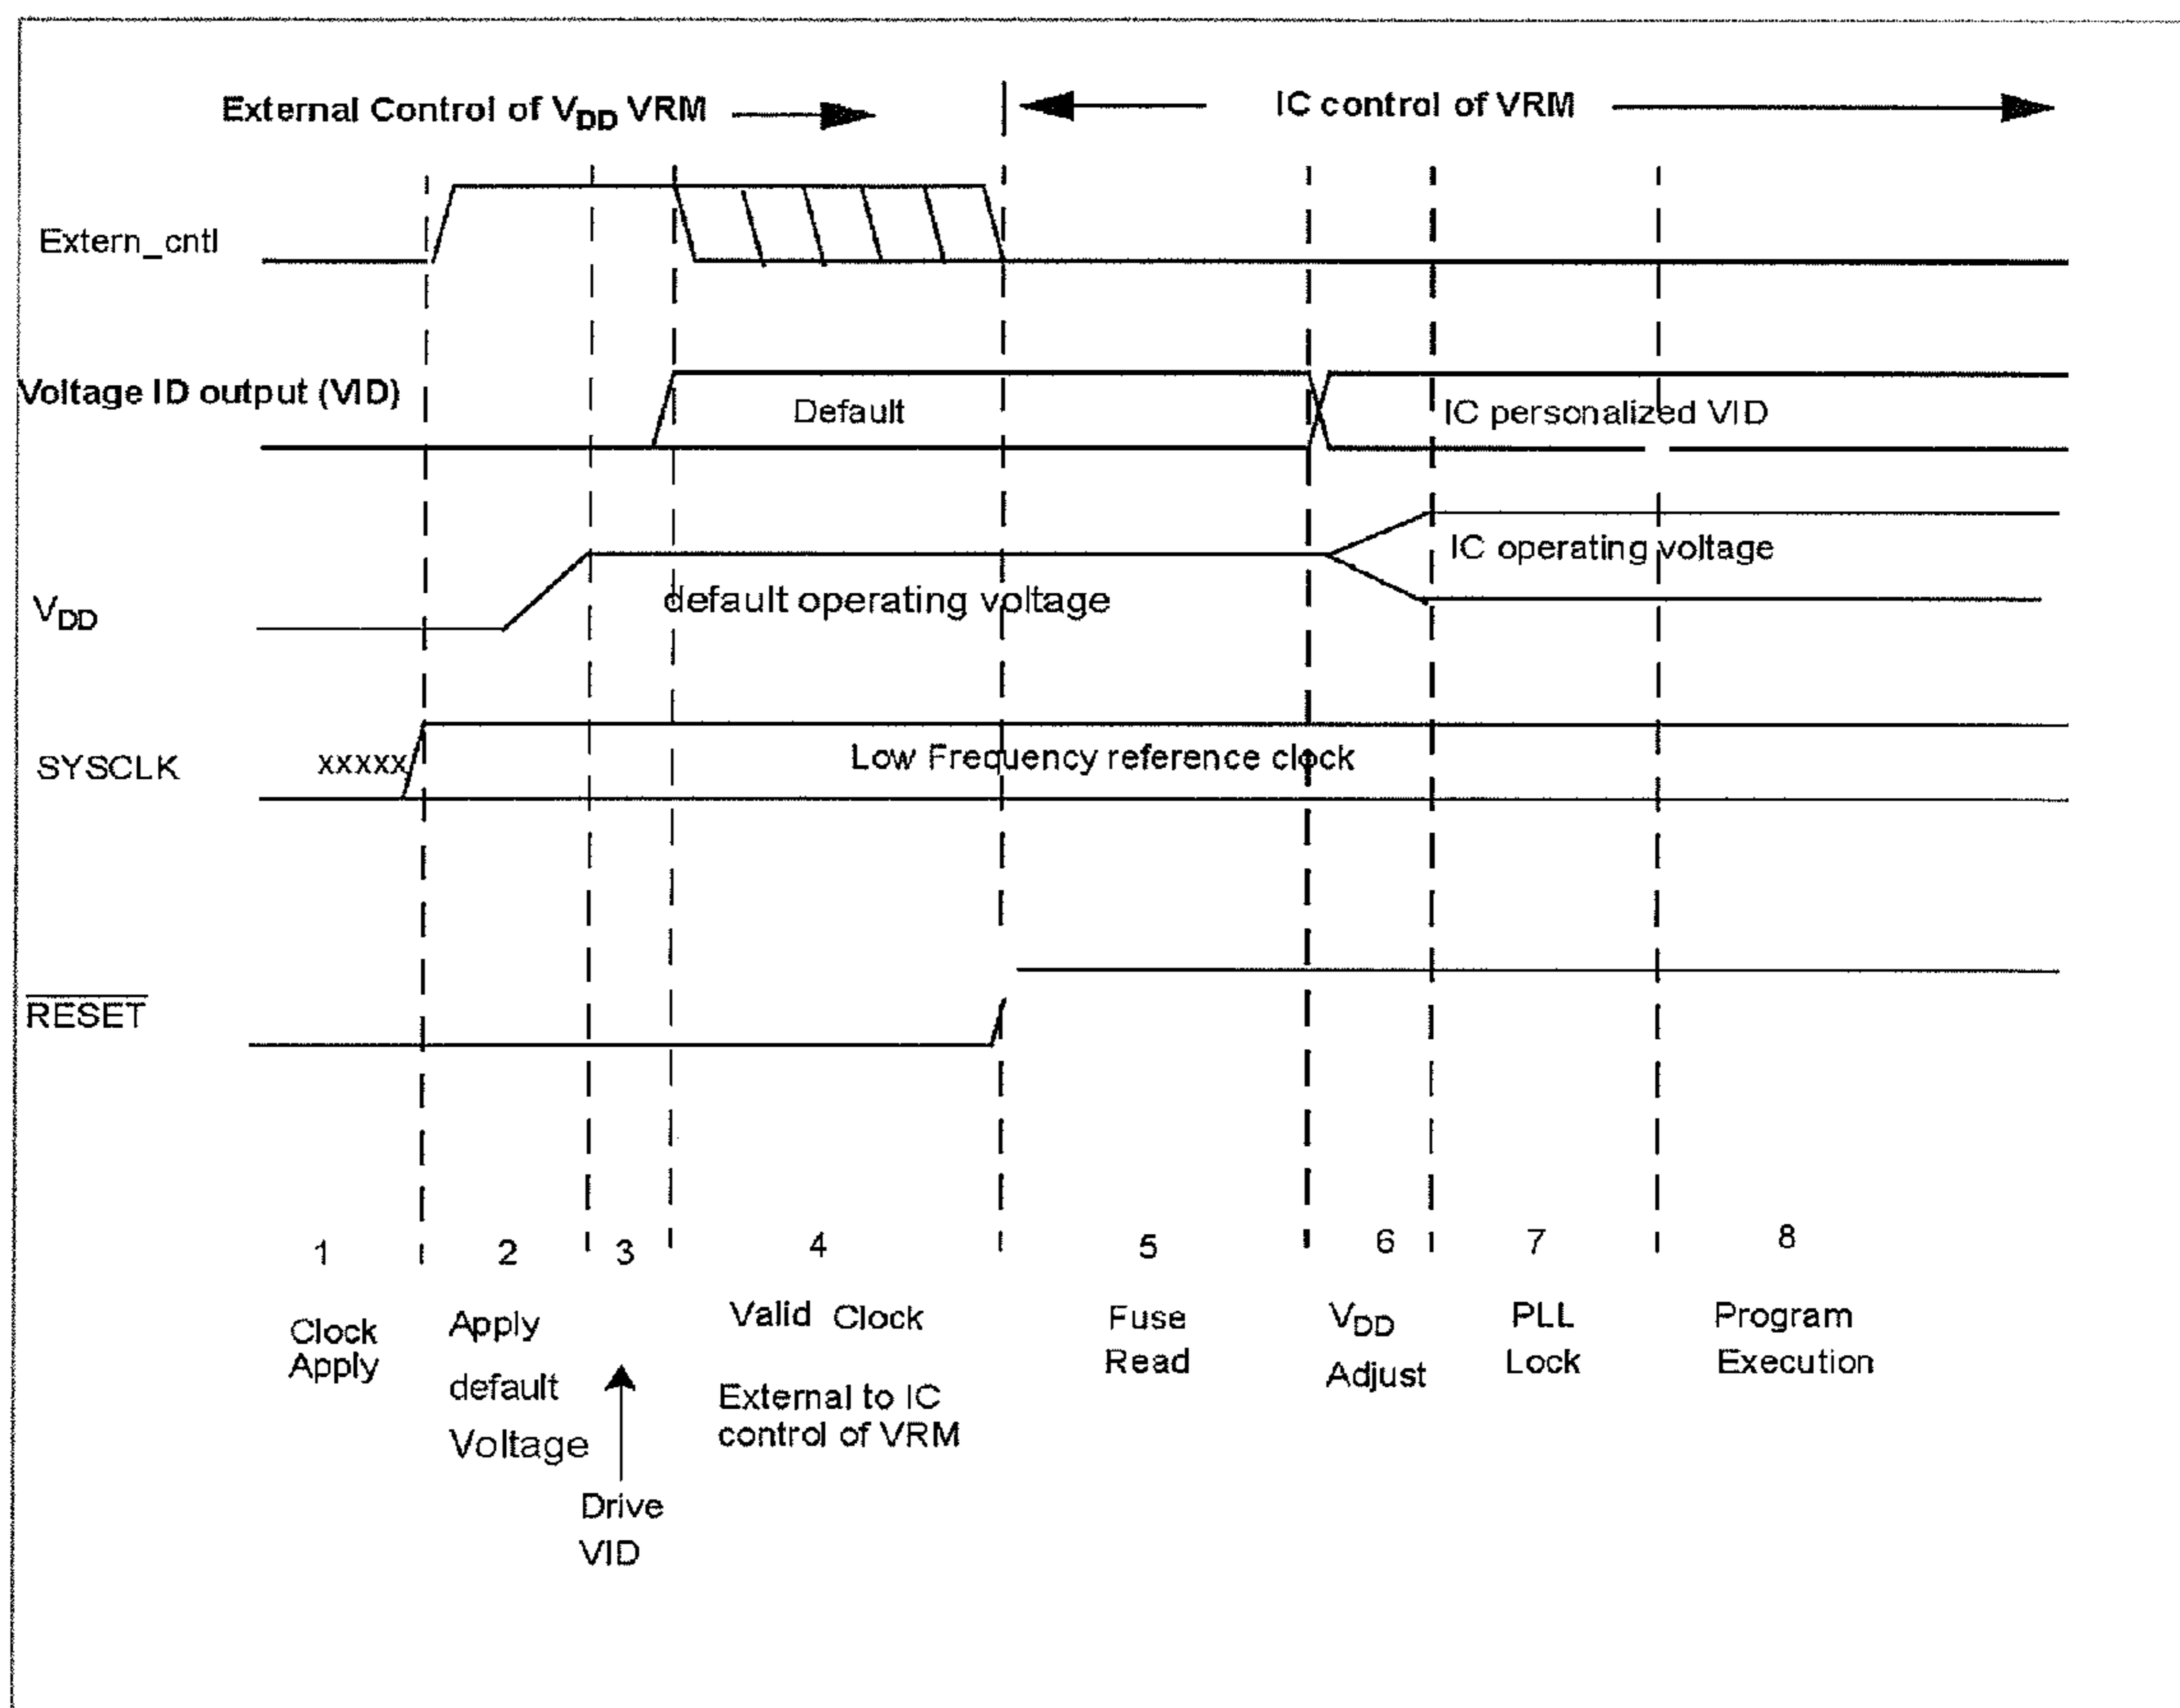 External Control of VDD VRM
IC control of VRM
Extern_cntl
Voltage ID output (VID)
Default
IC personalized VID
VDD
default operating voltage
IC operating voltage
SYSCLK
xxxxx
Low Frequency reference clock
RESET
1
2
3
4
5
6
7
8
Clock
Apply
Apply
default
Voltage
Drive
VID
Valid Clock
External to IC
control of VRM
Fuse
Read
VDD
Adjust
PLL
Lock
Program
Execution